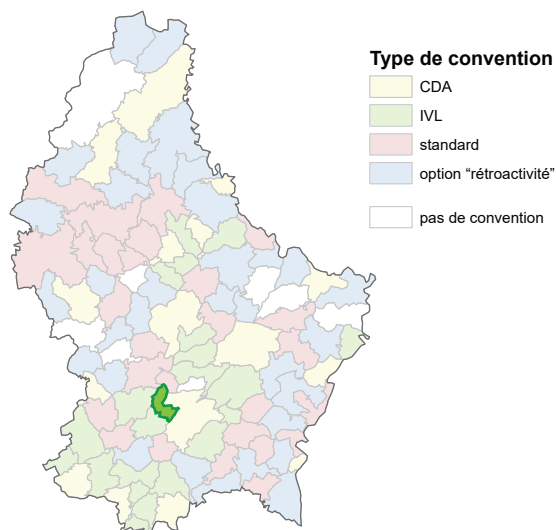 Type de convention
CDA
IVL
standard
option “rétroactivité”
pas de convention